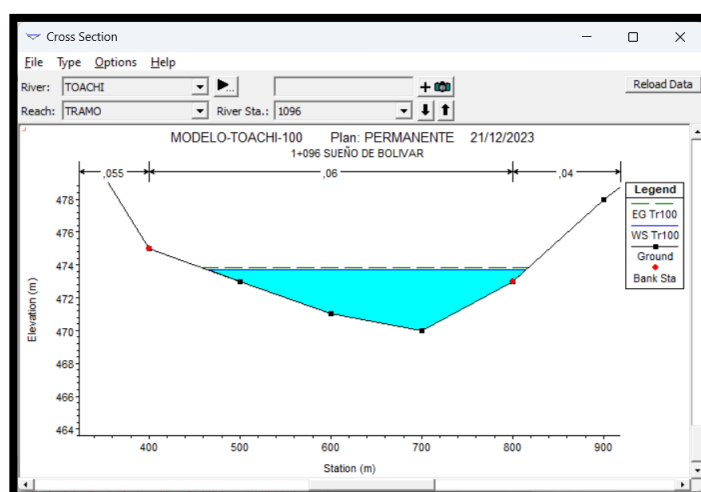 Cross Section
File Type Options Help
River: TOACHI
Reload Data
Reach: TRAMO River Sta.: 1096
MODELO-TOACHI-100 Plan: PERMANENTE 21/12/2023
1+096 SUEÑO DE BOLIVAR
,055 ,06 ,04
Legend
EG Tr100
WS Tr100
Ground
Bank Sta
478
476
474
472
470
468
466
464
Elevation (m)
400 500 600 700 800 900
Station (m)